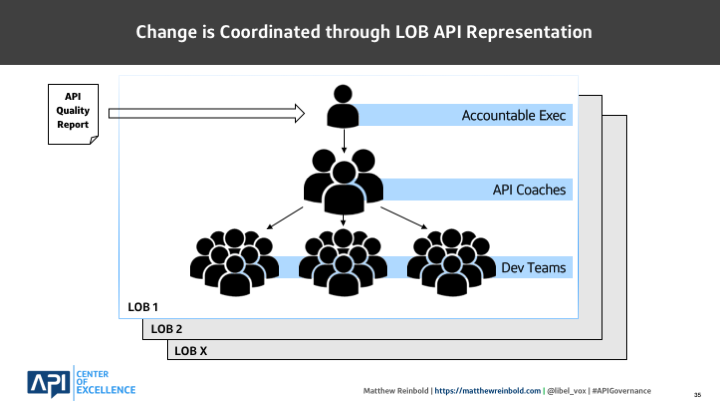 Change is Coordinated through LOB API Representation
API
Quality
Report
Accountable Exec
API Coaches
Dev Teams
LOB 1
LOB 2
LOB X
API
CENTER
OF
EXCELLENCE
Matthew Reinbold | https://matthewreinbold.com | @libel_vox | #APIGovernance
35